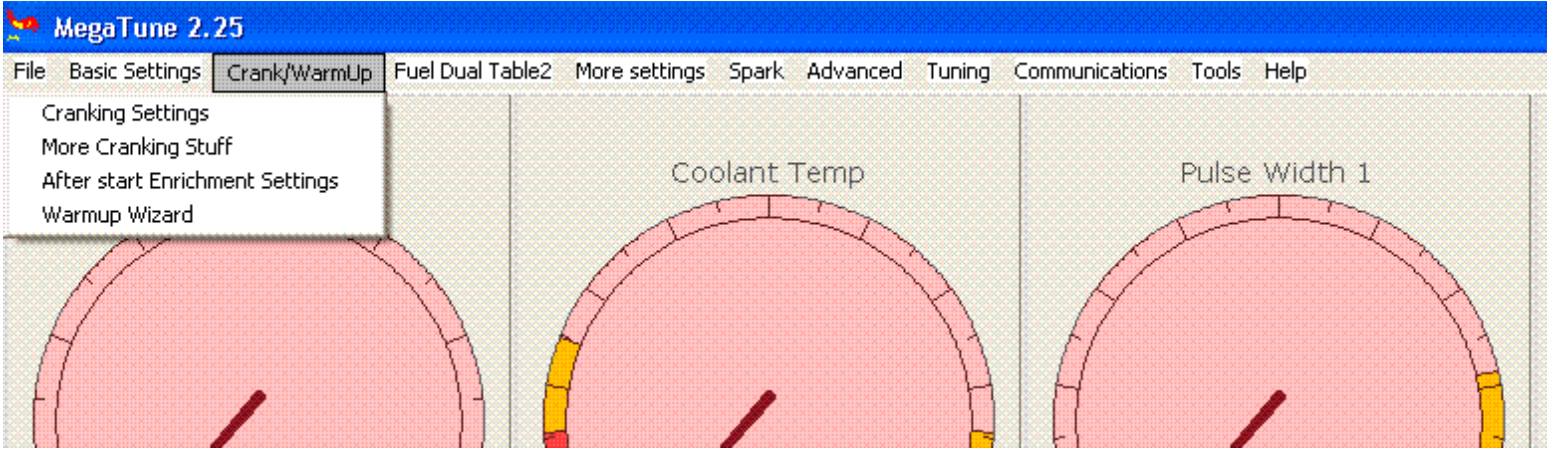 MegaTune 2.25
File Basic Settings Crank/WarmUp Fuel Dual Table2 More settings Spark Advanced Tuning Communications Tools Help
Cranking Settings
More Cranking Stuff
After start Enrichment Settings
Warmup Wizard
Coolant Temp Pulse Width 1